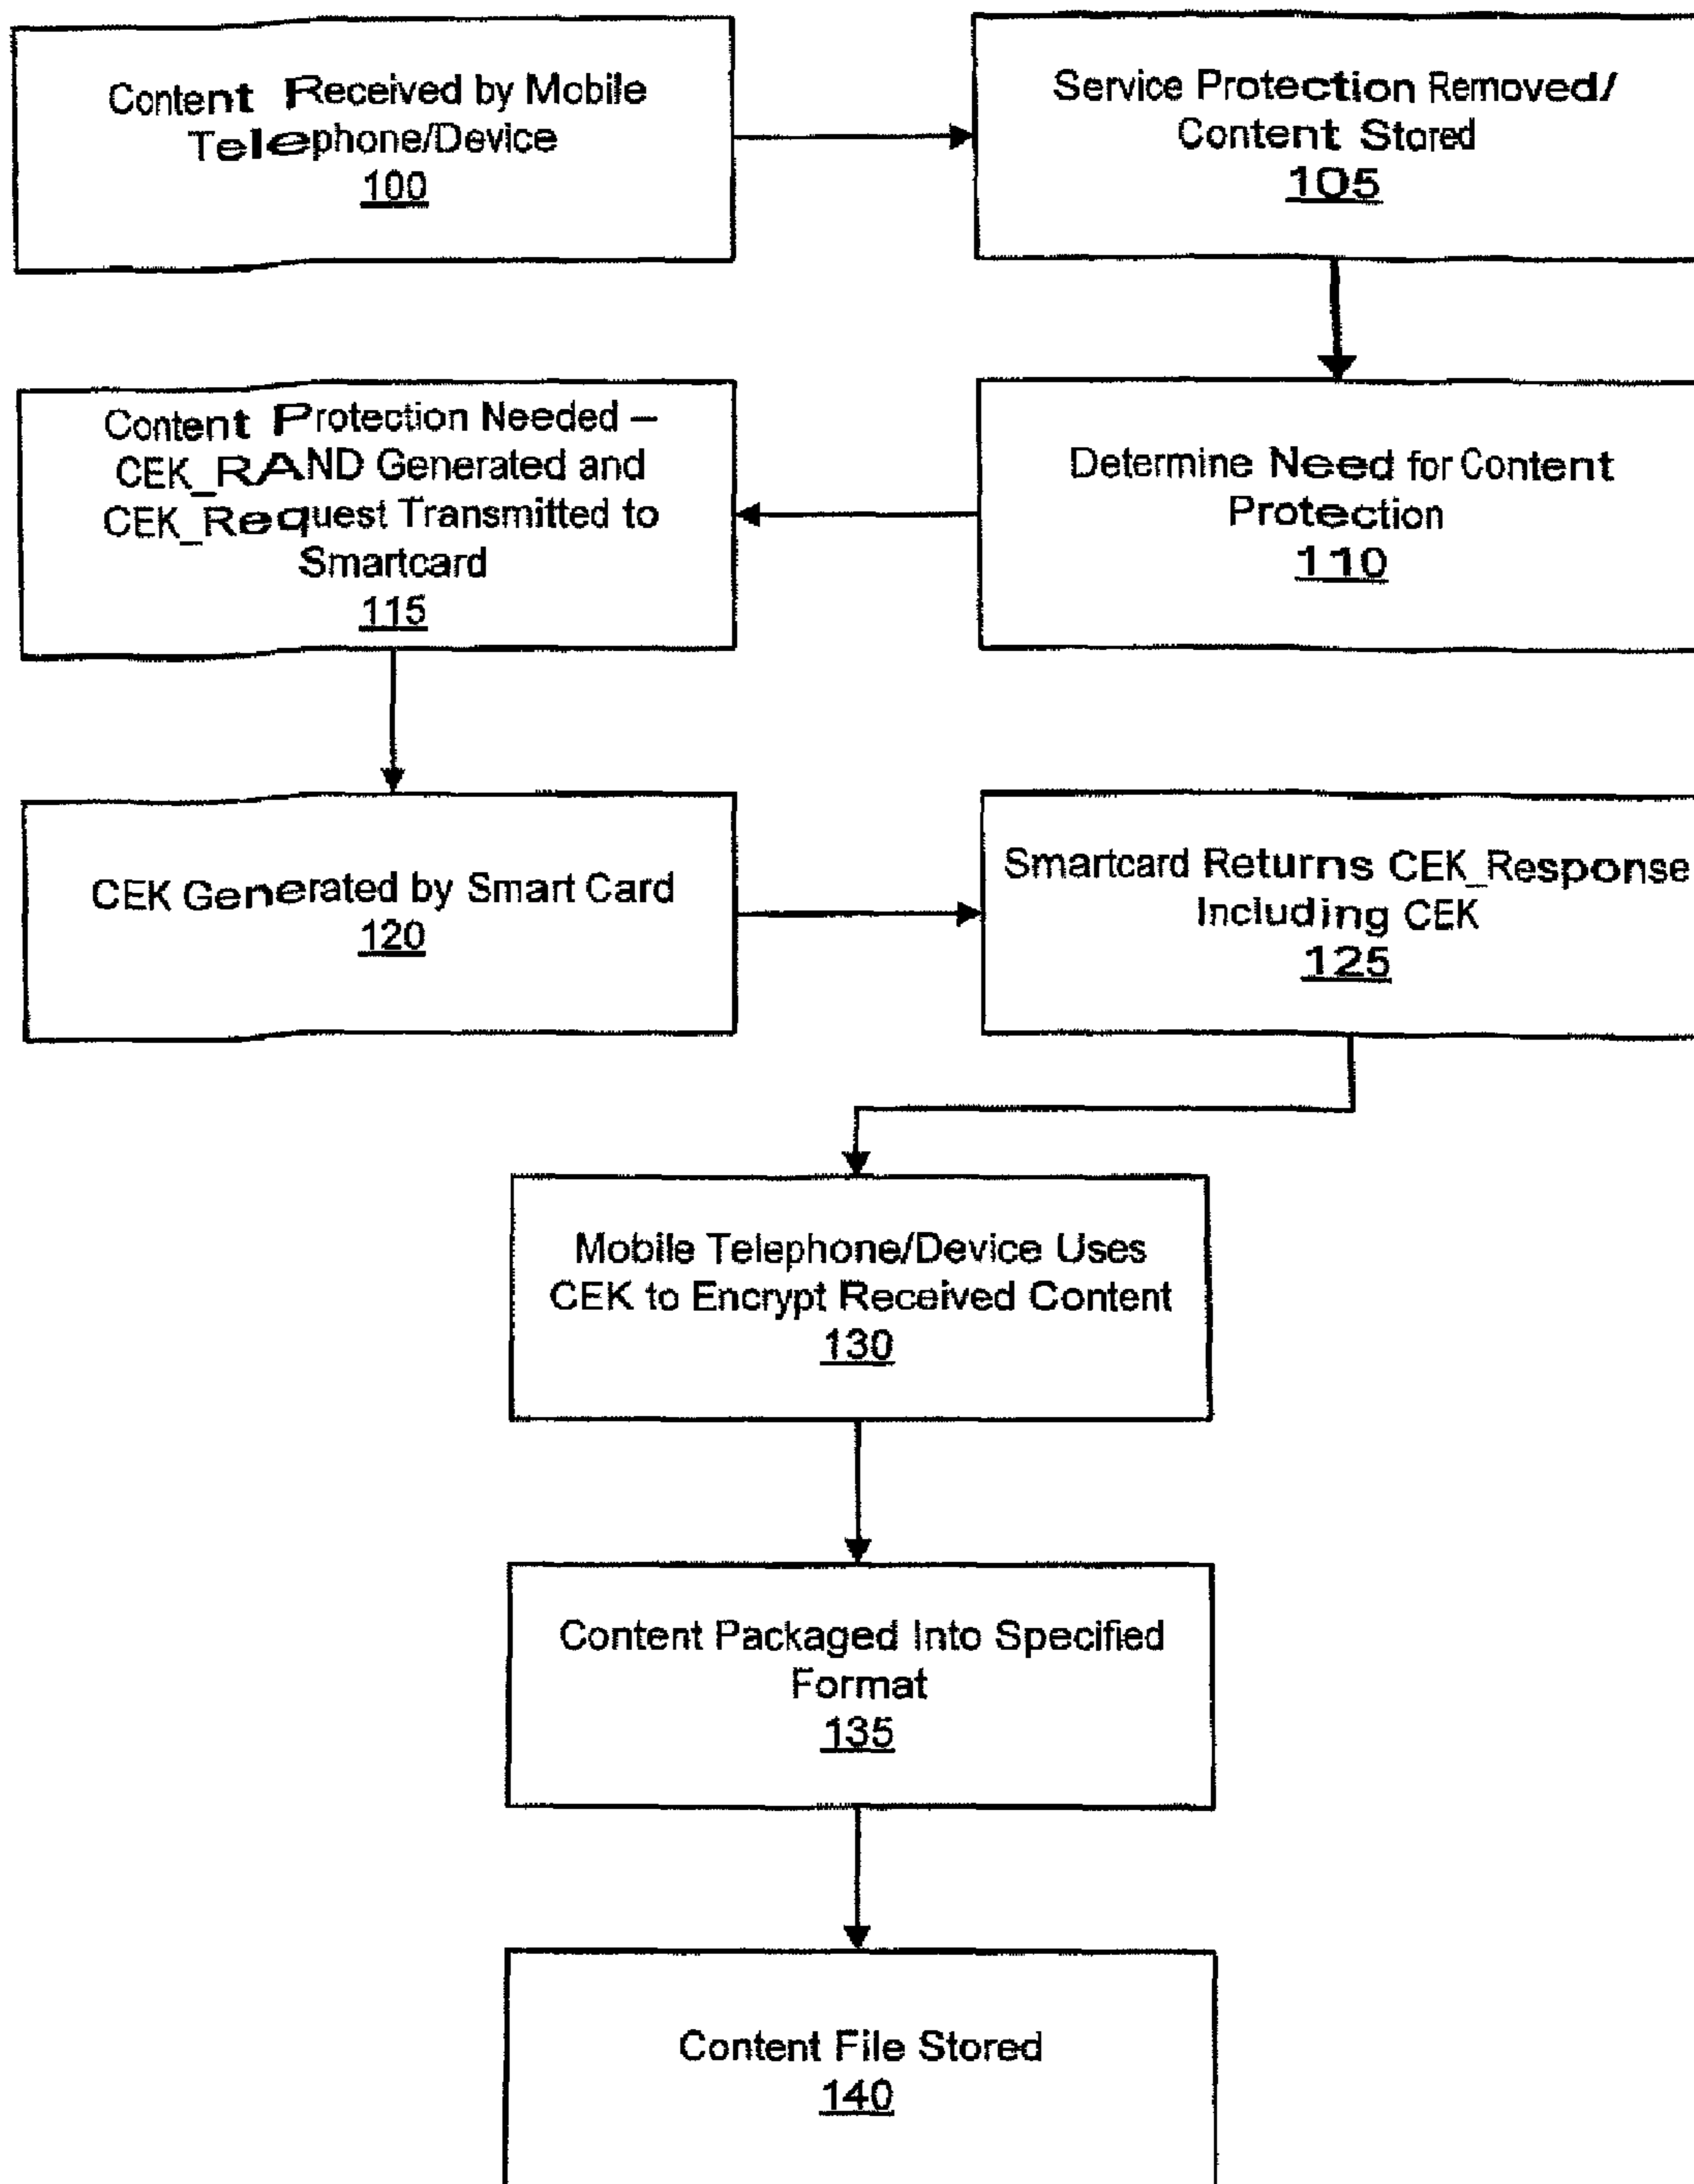 Content Received by Mobile
Telephone/Device
100
Service Protection Removed/
Content Stored
105
Determine Need for Content
Protection
110
Content Protection Needed –
CEK_RAND Generated and
CEK_Request Transmitted to
Smartcard
115
CEK Generated by Smart Card
120
Smartcard Returns CEK_Response
Including CEK
125
Mobile Telephone/Device Uses
CEK to Encrypt Received Content
130
Content Packaged Into Specified
Format
135
Content File Stored
140